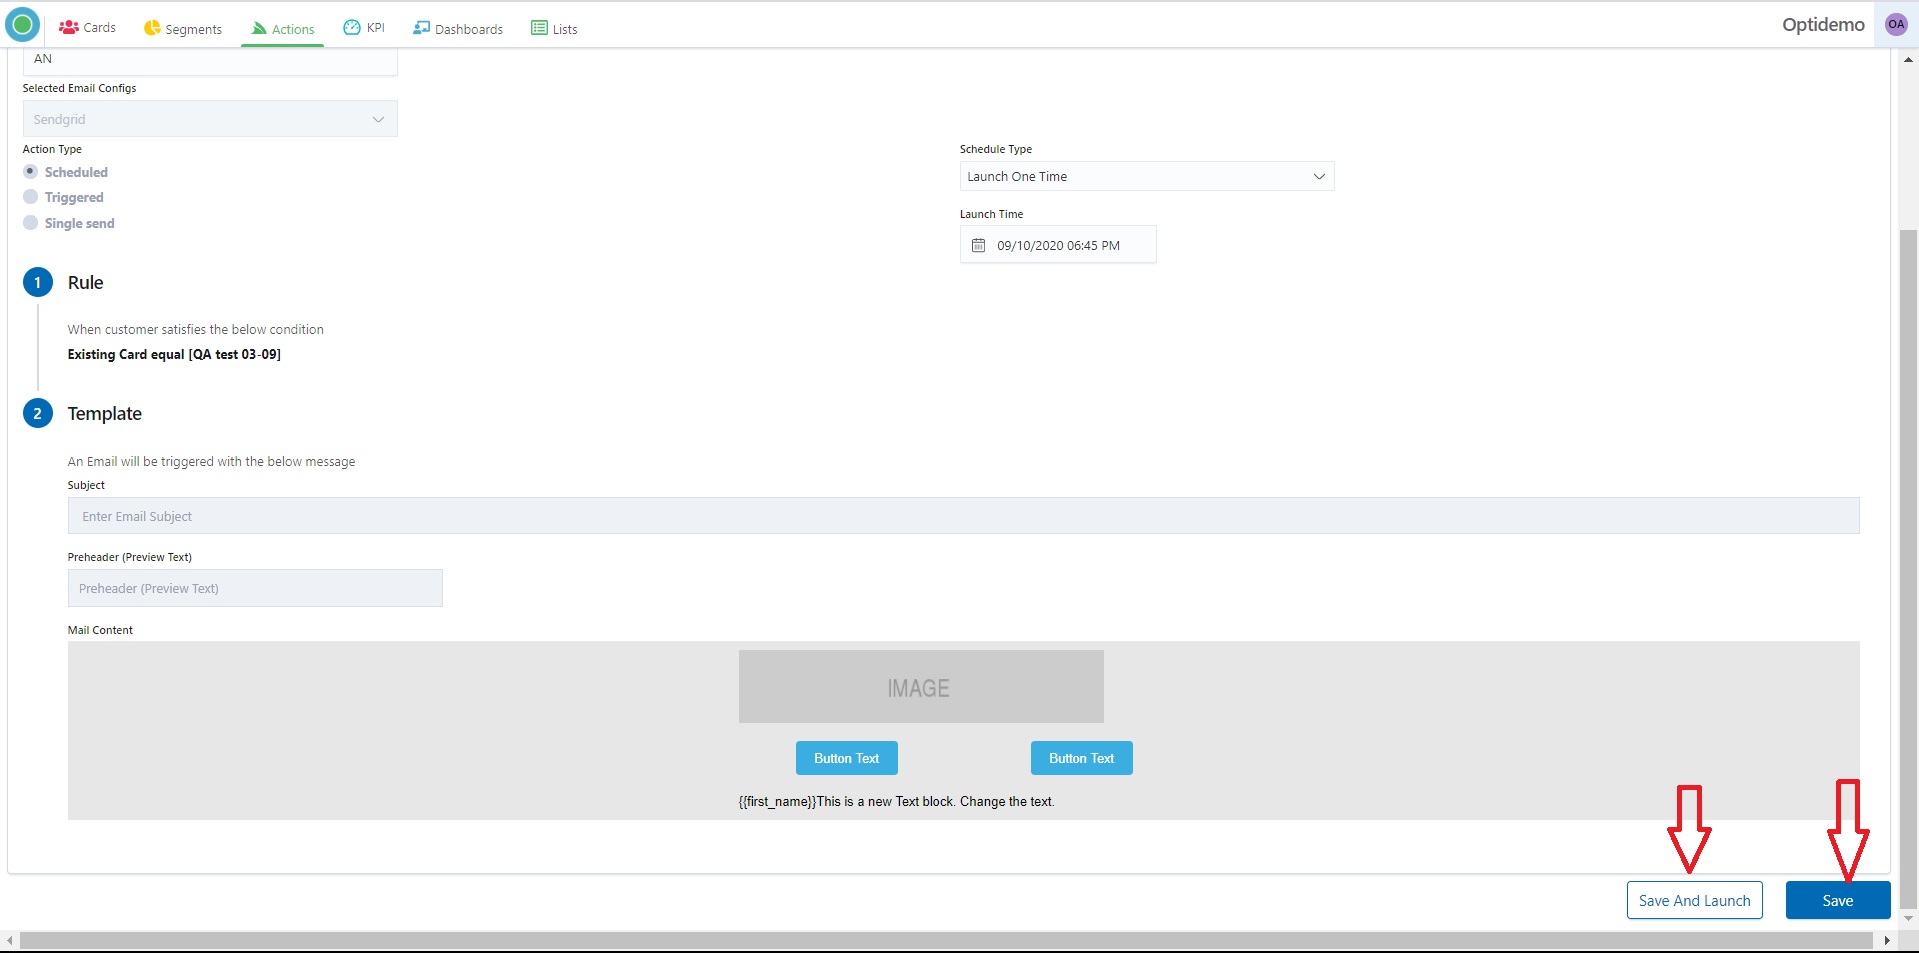 Cards
Segments
Actions
KPI
Dashboards
Lists
Optidemo
OA
AN
Selected Email Configs
Sendgrid
Action Type
Scheduled
Triggered
Single send
Schedule Type
Launch One Time
Launch Time
09/10/2020 06:45 PM
1 Rule
When customer satisfies the below condition
Existing Card equal [QA test 03-09]
2 Template
An Email will be triggered with the below message
Subject
Enter Email Subject
Preheader (Preview Text)
Preheader (Preview Text)
Mail Content
IMAGE
Button Text
Button Text
{{first_name}}This is a new Text block. Change the text.
Save And Launch
Save